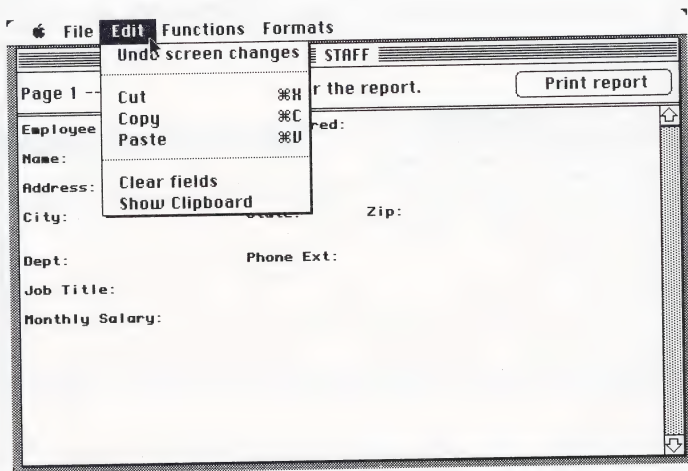 File Edit Functions Formats
Undo screen changes
STAFF
Page 1 --
r the report.
Print report
Cut ⌘X
Copy ⌘C
Paste ⌘V
Clear fields
Show Clipboard
Employee
red:
Name:
Address:
City:
Zip:
Dept:
Phone Ext:
Job Title:
Monthly Salary: